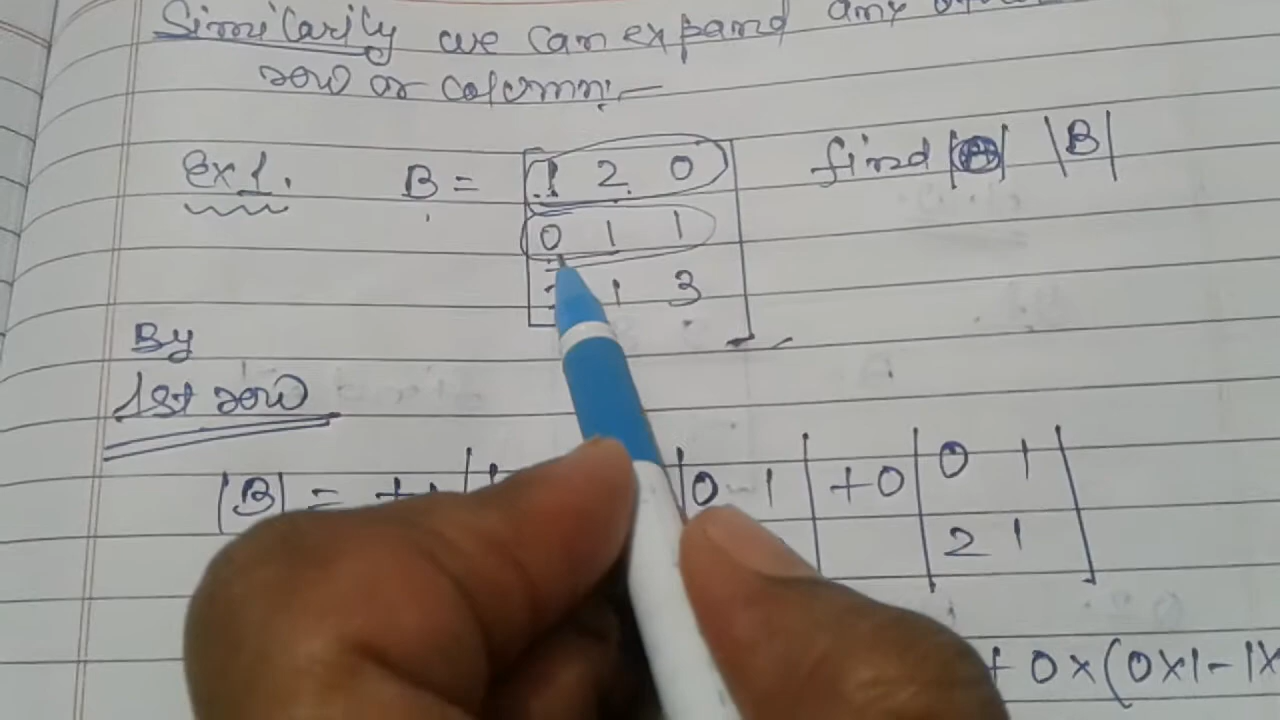 Similarily we can expand any
row or column:-
Ex 1. B = 1 2 0 find |B|
0 1 1
1 3
By
1st row
|B| = 0 1 +0 0 1
2 1
+ 0×(0×1-1×